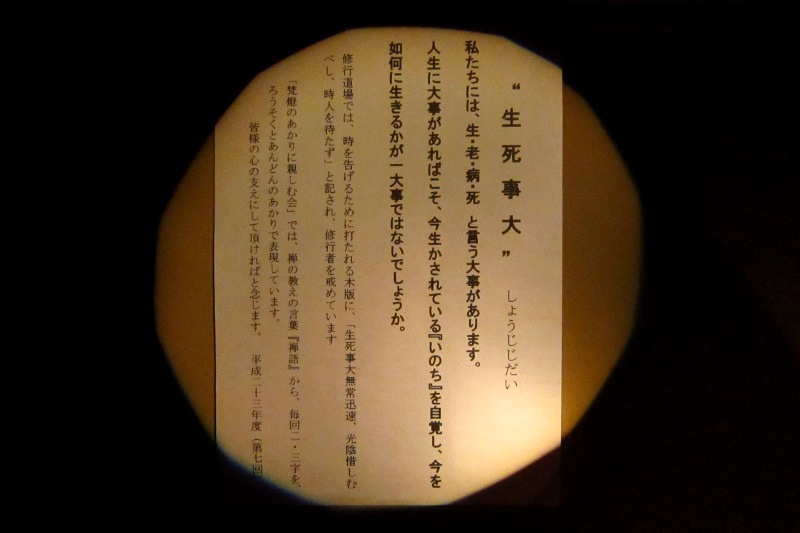 “生死事大” しょうじじだい
私たちには、生・老・病・死 と言う大事があります。
人生に大事があればこそ、今生かされている『いのち』を自覚し、今を
如何に生きるかが一大事ではないでしょうか。
修行道場では、時を告げるために打たれる木版に、「生死事大無常迅速、光陰惜しむ
べし、時人を待たず」と記され、修行者を戒めています
「梵燈のあかりに親しむ会」では、禅の教えの言葉『禅語』から、毎回二・三字を、
ろうそくとあんどんのあかりで表現しています。
皆様の心の支えにして頂ければと念じます。 平成二十三年度（第七回